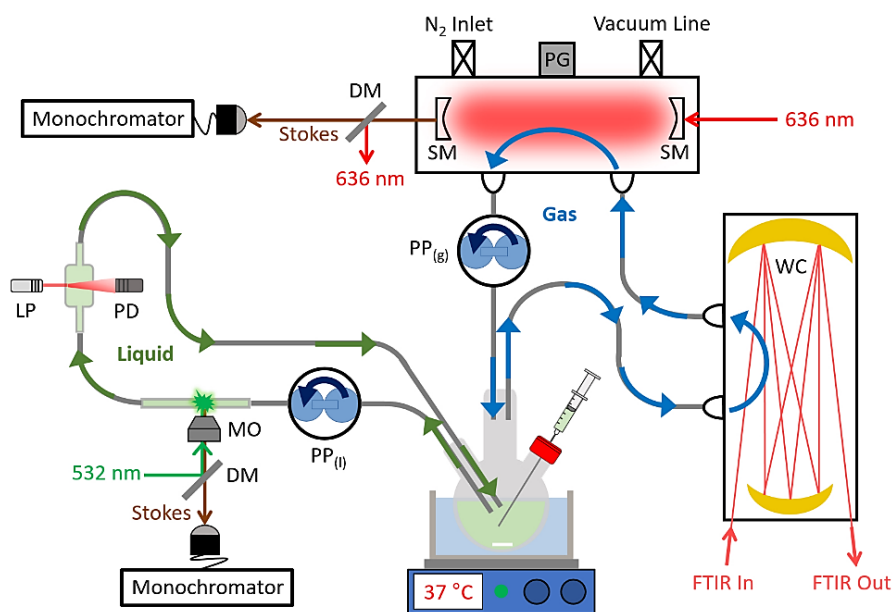 N₂ Inlet
Vacuum Line
PG
DM
Monochromator
Stokes
636 nm
SM
SM
636 nm
Gas
PP(g)
WC
LP
PD
Liquid
MO
PP(l)
532 nm
DM
Stokes
Monochromator
37 °C
FTIR In
FTIR Out